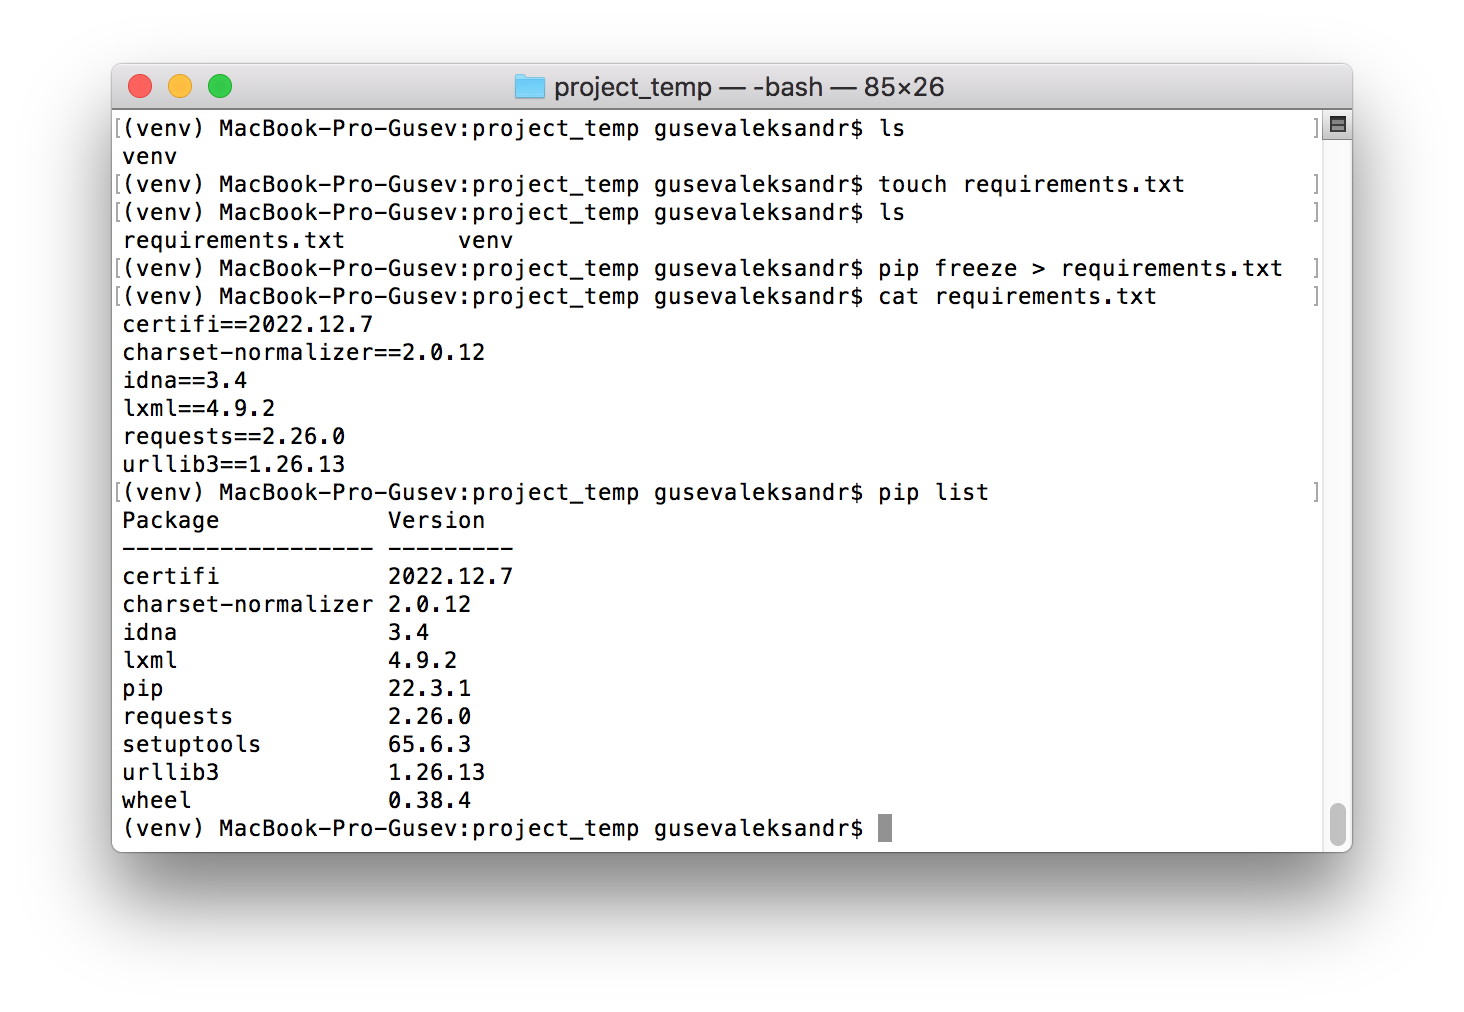 project_temp — -bash — 85×26
[(venv) MacBook-Pro-Gusev:project_temp gusevaleksandr$ ls ]
venv
[(venv) MacBook-Pro-Gusev:project_temp gusevaleksandr$ touch requirements.txt ]
[(venv) MacBook-Pro-Gusev:project_temp gusevaleksandr$ ls ]
requirements.txt        venv
[(venv) MacBook-Pro-Gusev:project_temp gusevaleksandr$ pip freeze > requirements.txt ]
[(venv) MacBook-Pro-Gusev:project_temp gusevaleksandr$ cat requirements.txt ]
certifi==2022.12.7
charset-normalizer==2.0.12
idna==3.4
lxml==4.9.2
requests==2.26.0
urllib3==1.26.13
[(venv) MacBook-Pro-Gusev:project_temp gusevaleksandr$ pip list ]
Package            Version
------------------ ---------
certifi            2022.12.7
charset-normalizer 2.0.12
idna               3.4
lxml               4.9.2
pip                22.3.1
requests           2.26.0
setuptools         65.6.3
urllib3            1.26.13
wheel              0.38.4
(venv) MacBook-Pro-Gusev:project_temp gusevaleksandr$